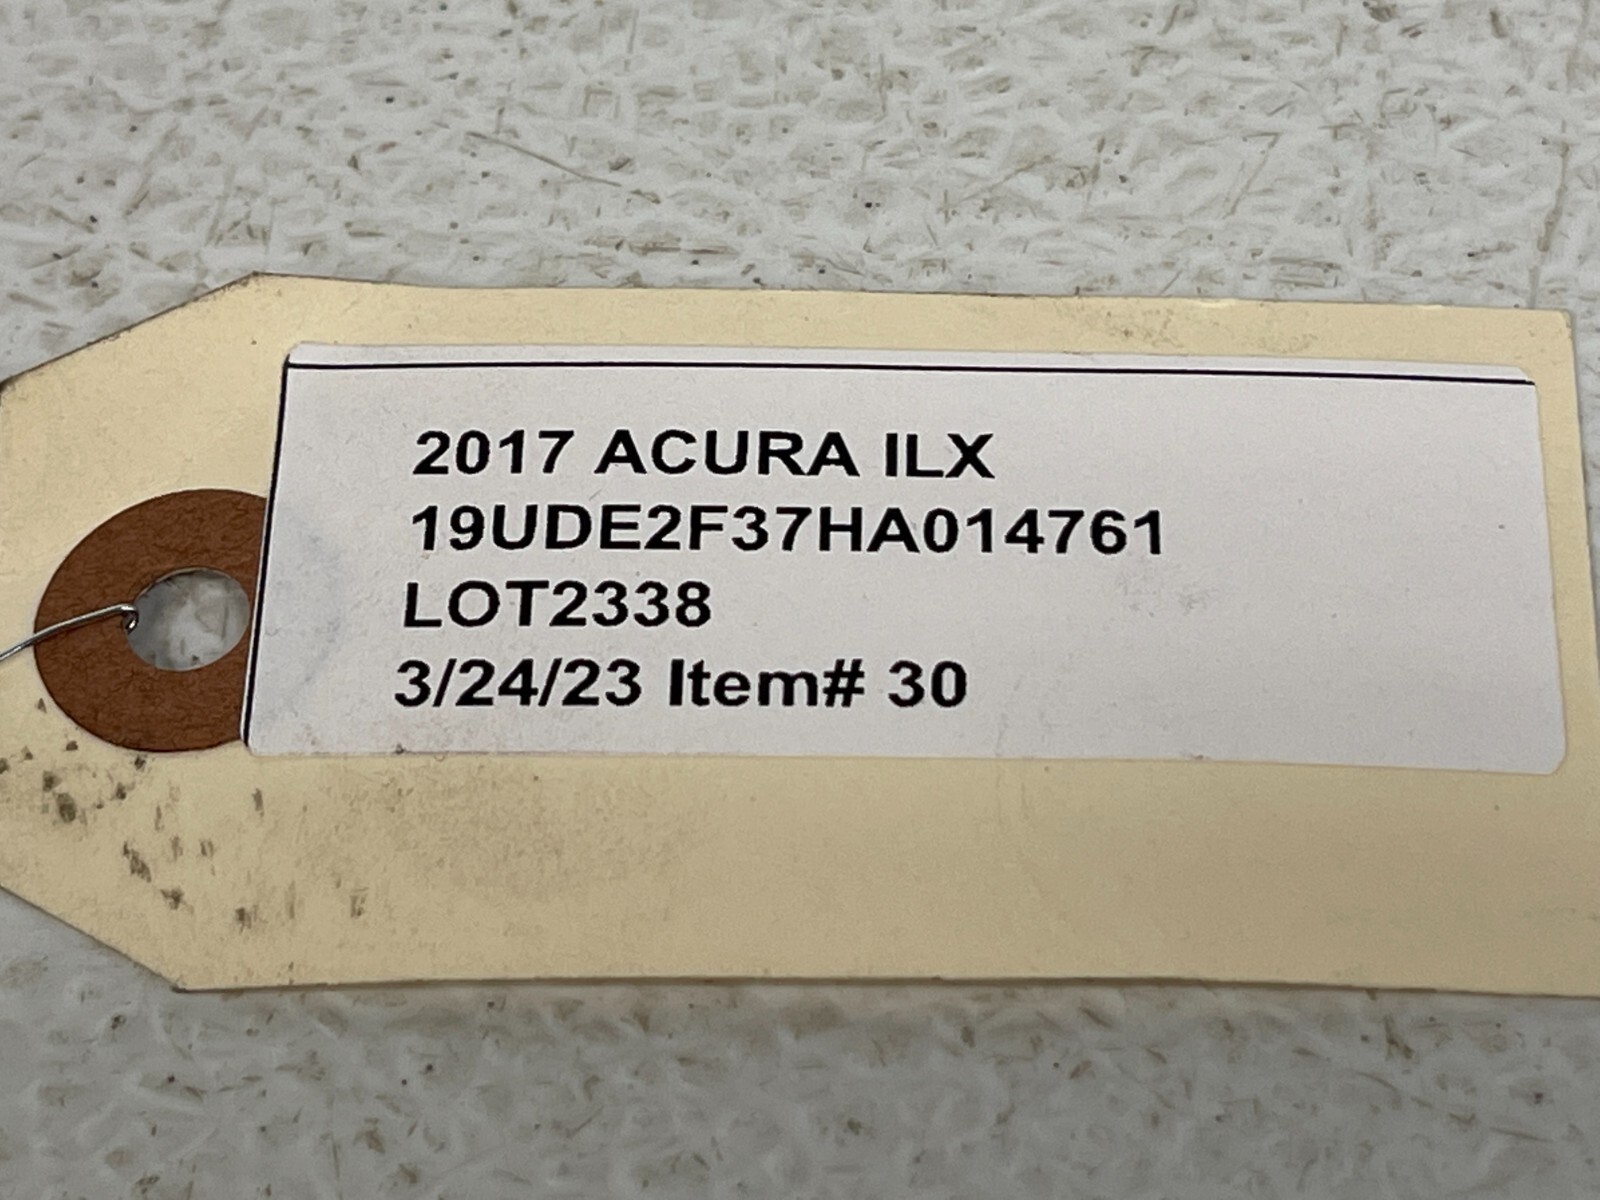 2017 ACURA ILX
19UDE2F37HA014761
LOT2338
3/24/23 Item# 30